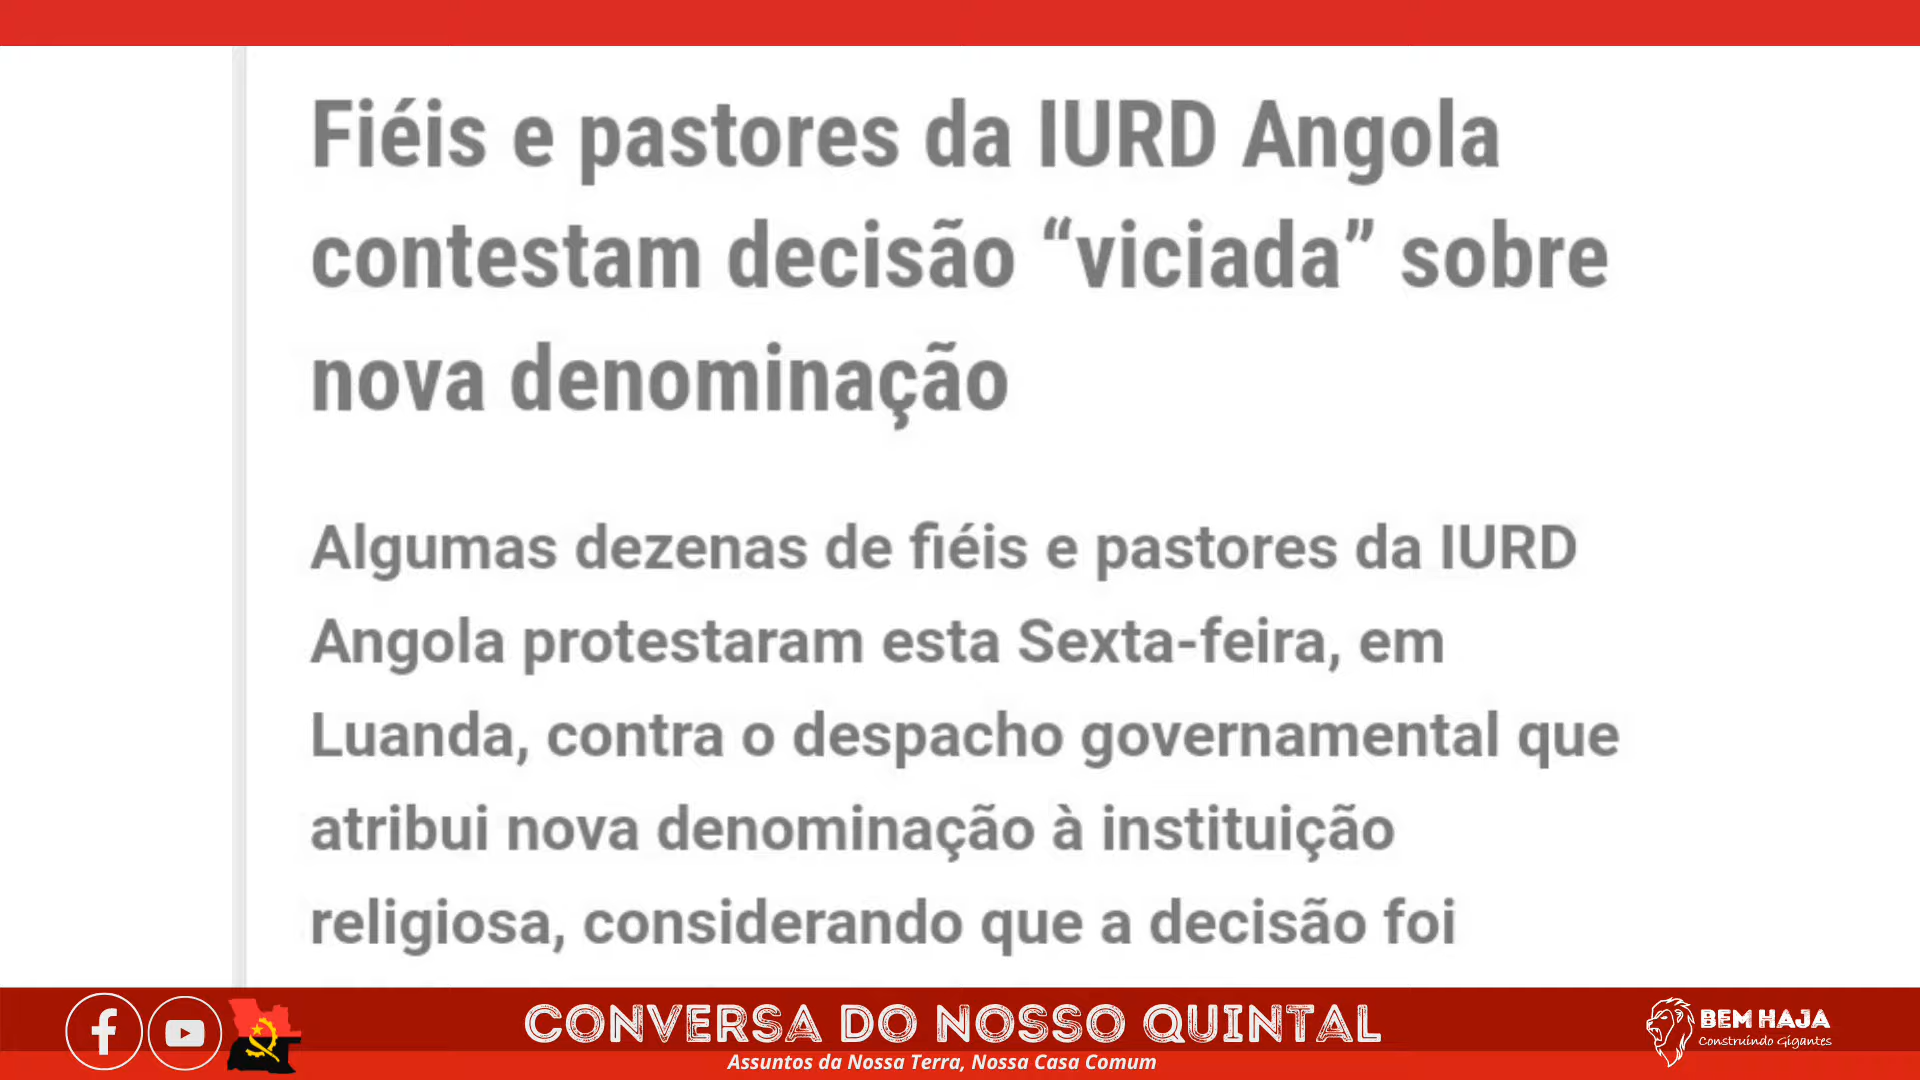 Fiéis e pastores da IURD Angola
contestam decisão “viciada” sobre
nova denominação
Algumas dezenas de fiéis e pastores da IURD
Angola protestaram esta Sexta-feira, em
Luanda, contra o despacho governamental que
atribui nova denominação à instituição
religiosa, considerando que a decisão foi
CONVERSA DO NOSSO QUINTAL
Assuntos da Nossa Terra, Nossa Casa Comum
BEM HAJA
Construindo Gigantes